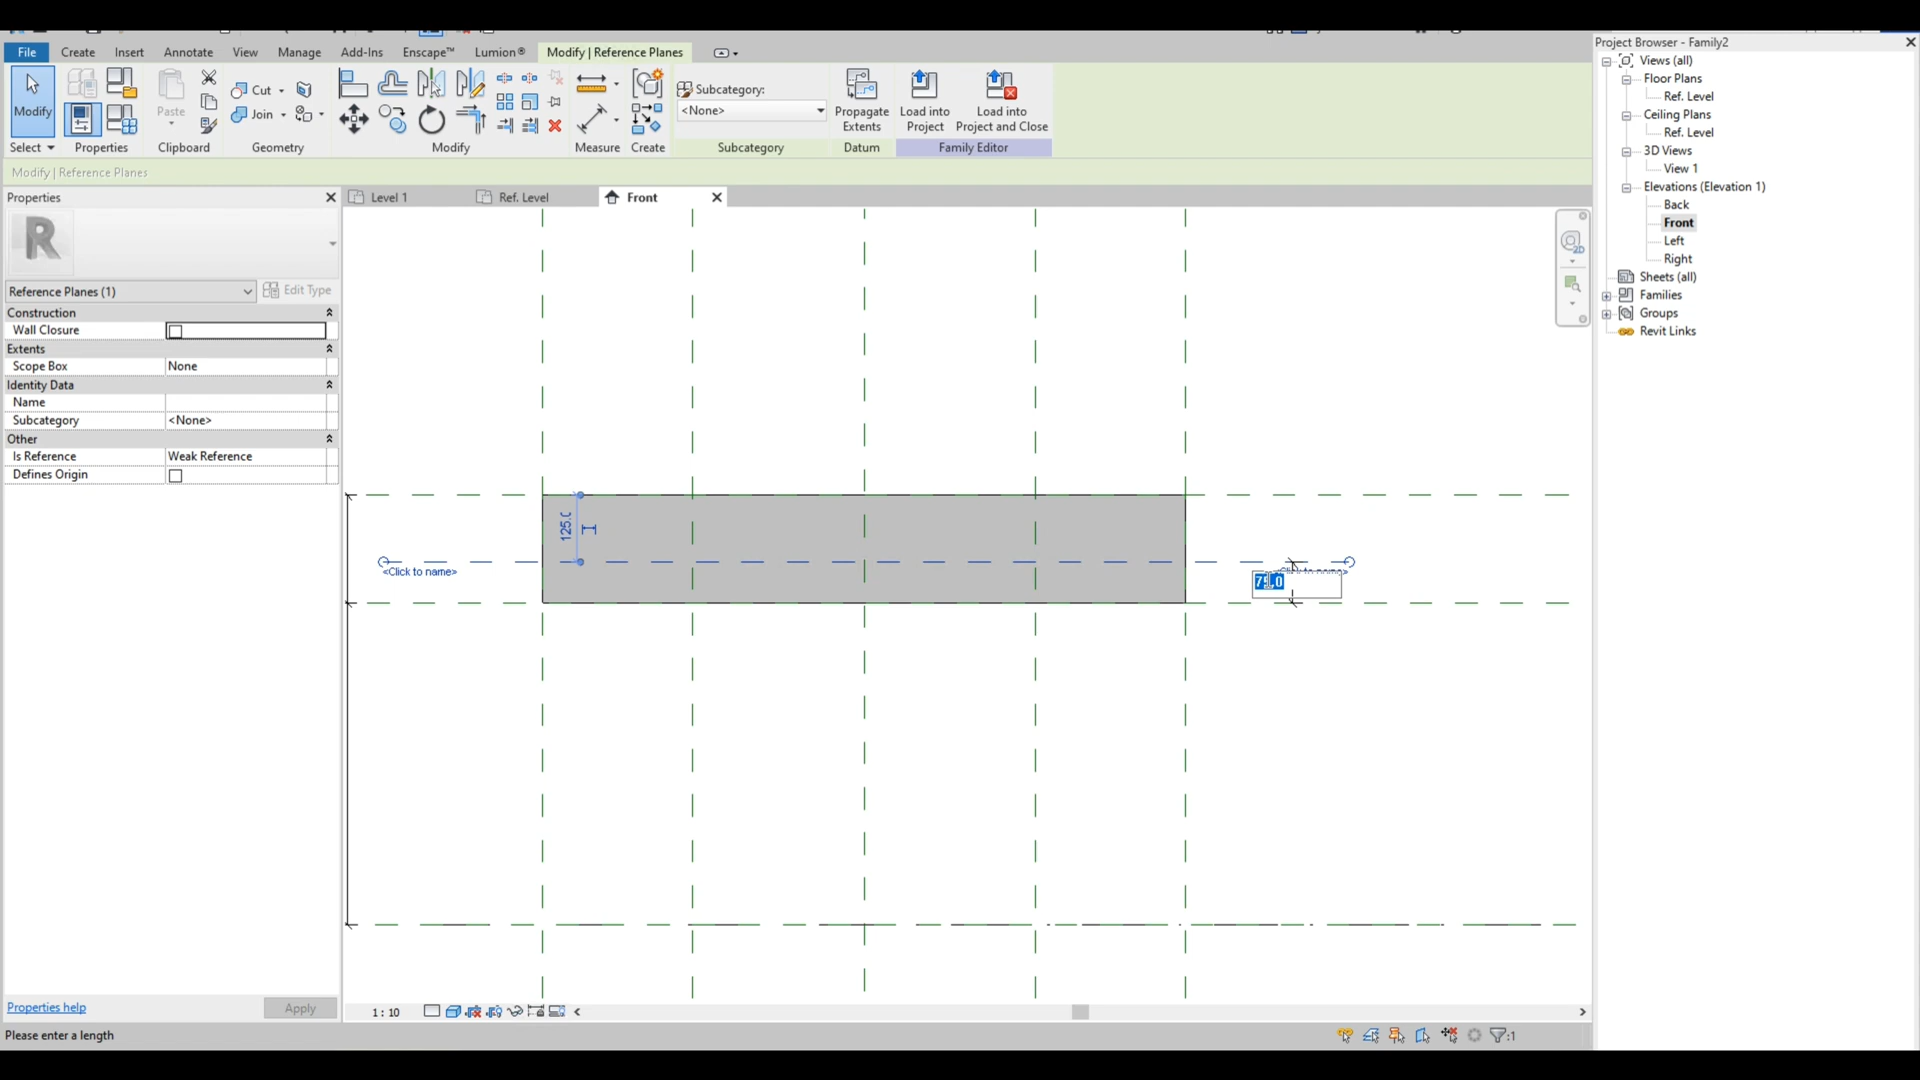 File Create Insert Annotate View Manage Add-Ins Enscape™ Lumion® Modify | Reference Planes
Modify
Select
Properties
Paste
Clipboard
Cut
Join
Geometry
Modify
Measure
Create
Subcategory:
<None>
Subcategory
Propagate
Extents
Datum
Load into
Project
Load into
Project and Close
Family Editor
Modify | Reference Planes
Properties
R
Reference Planes (1)
Edit Type
Construction
Wall Closure
Extents
Scope Box None
Identity Data
Name
Subcategory <None>
Other
Is Reference Weak Reference
Defines Origin
Properties help
Apply
Level 1
Ref. Level
Front
2D
<Click to name>
1 : 10
Please enter a length
:1
Project Browser - Family2
Views (all)
Floor Plans
Ref. Level
Ceiling Plans
Ref. Level
3D Views
View 1
Elevations (Elevation 1)
Back
Front
Left
Right
Sheets (all)
Families
Groups
Revit Links